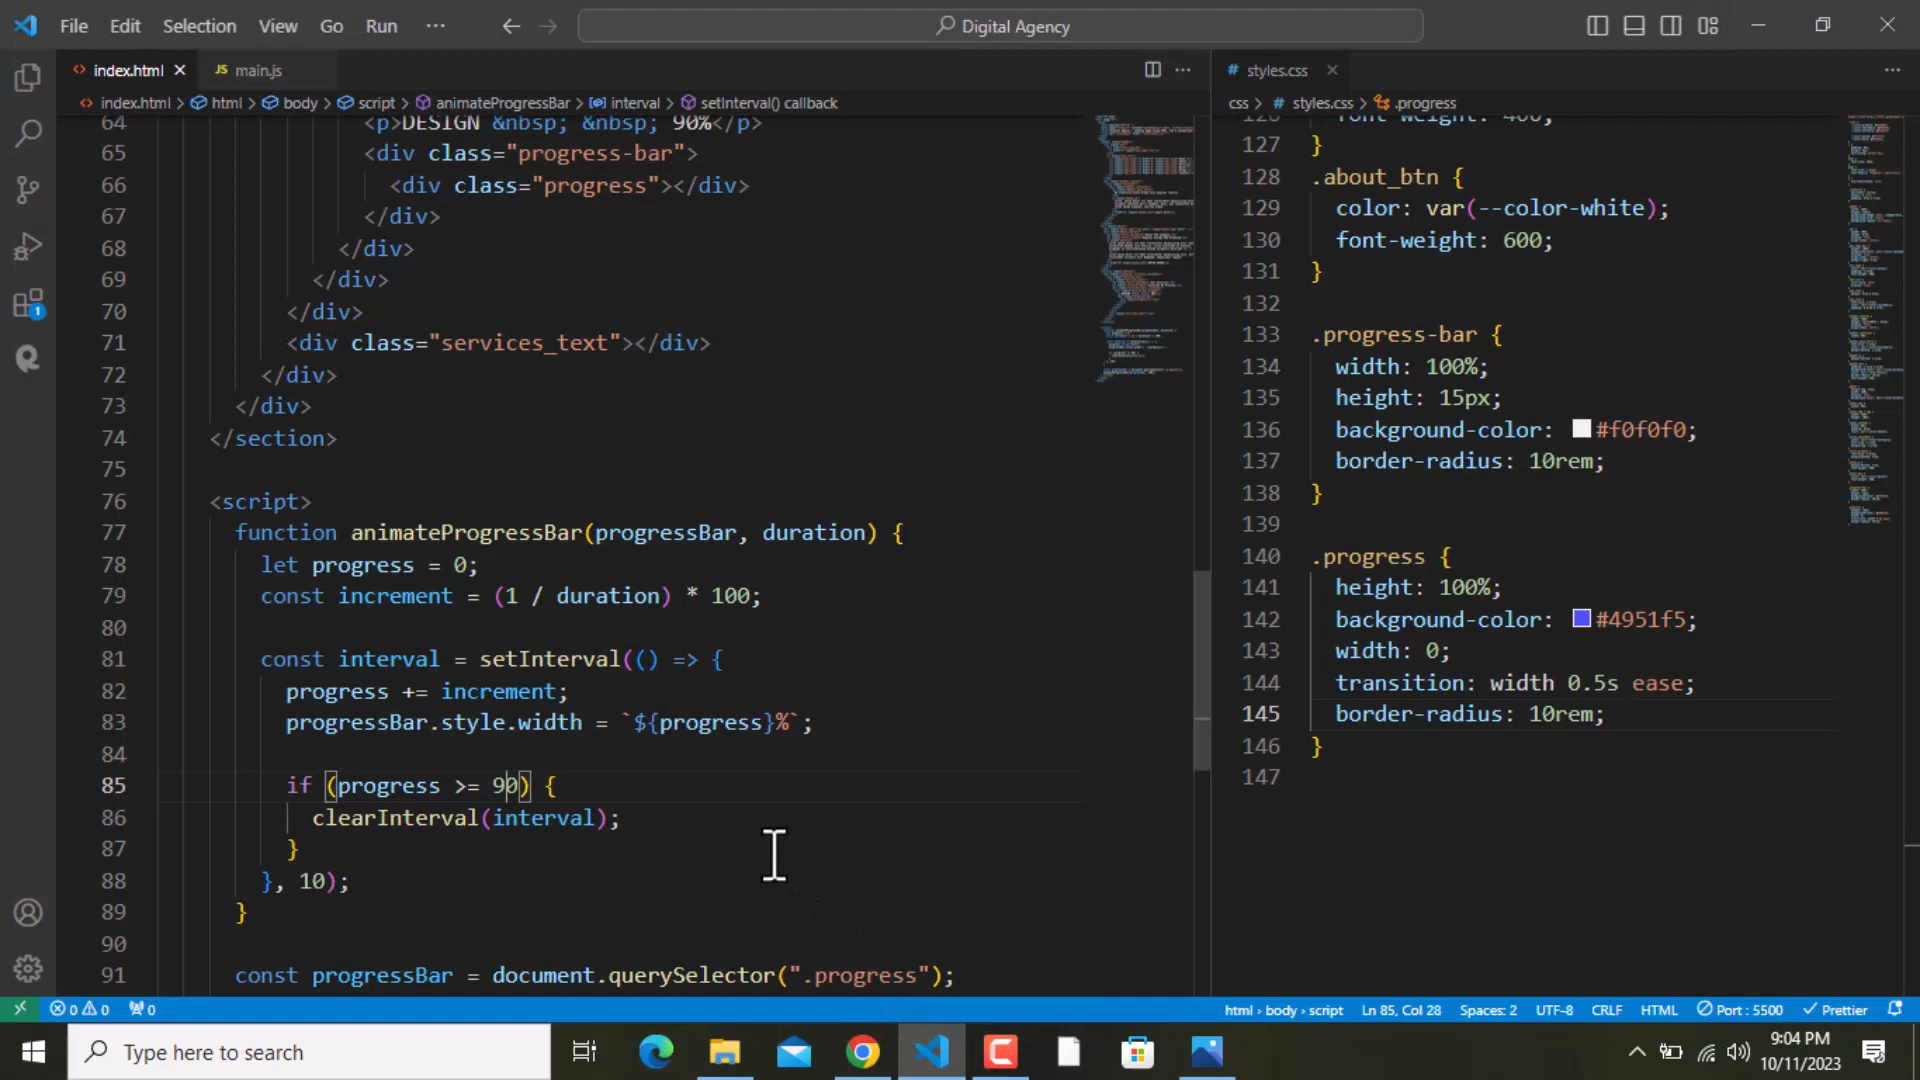 File Edit Selection View Go Run ··· Digital Agency
index.html JS main.js # styles.css
index.html > html > body > script > animateProgressBar > interval > setInterval() callback
css > # styles.css > .progress
64 <p>DESIGN &nbsp; &nbsp; 90%</p>
65 <div class="progress-bar">
66 <div class="progress"></div>
67 </div>
68 </div>
69 </div>
70 </div>
71 <div class="services_text"></div>
72 </div>
73 </div>
74 </section>
75
76 <script>
77 function animateProgressBar(progressBar, duration) {
78 let progress = 0;
79 const increment = (1 / duration) * 100;
80
81 const interval = setInterval(() => {
82 progress += increment;
83 progressBar.style.width = `${progress}%`;
84
85 if (progress >= 90) {
86 clearInterval(interval);
87 }
88 }, 10);
89 }
90
91 const progressBar = document.querySelector(".progress");
126 font-weight: 400;
127 }
128 .about_btn {
129 color: var(--color-white);
130 font-weight: 600;
131 }
132
133 .progress-bar {
134 width: 100%;
135 height: 15px;
136 background-color: #f0f0f0;
137 border-radius: 10rem;
138 }
139
140 .progress {
141 height: 100%;
142 background-color: #4951f5;
143 width: 0;
144 transition: width 0.5s ease;
145 border-radius: 10rem;
146 }
147
1
0 0 0 html > body > script Ln 85, Col 28 Spaces: 2 UTF-8 CRLF HTML Port : 5500 Prettier
Type here to search
9:04 PM
10/11/2023